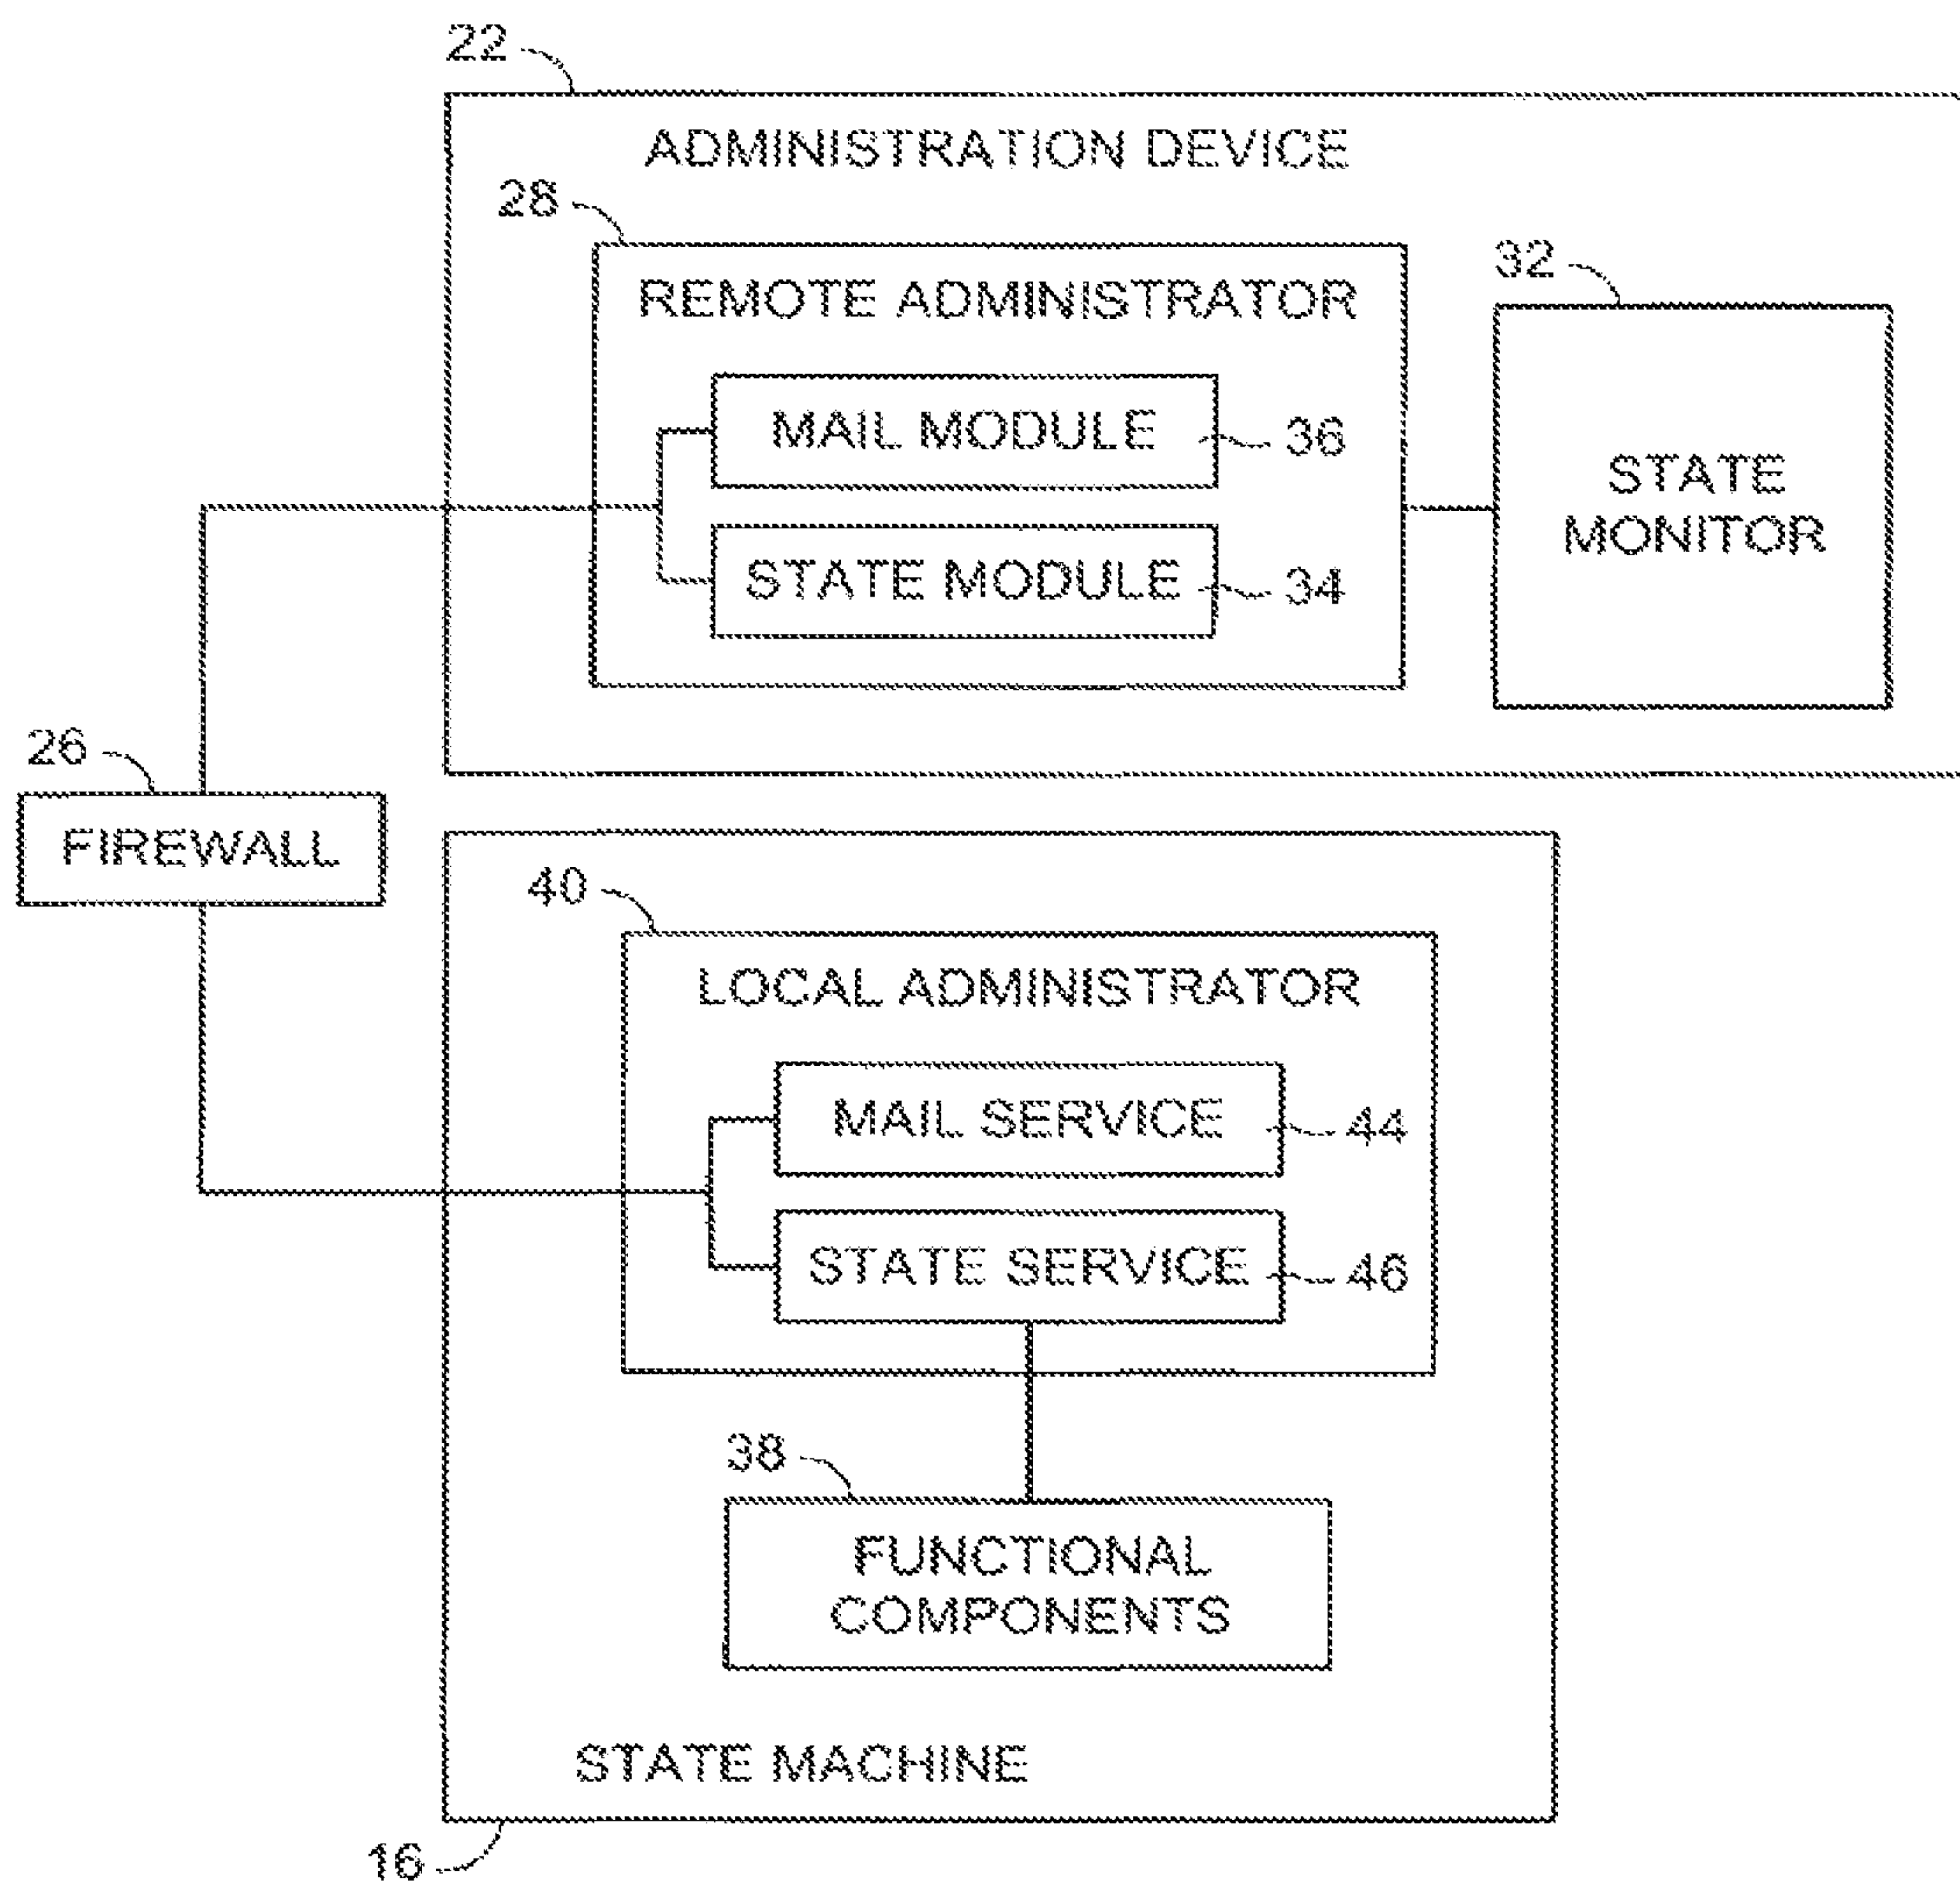 22
ADMINISTRATION DEVICE
28
REMOTE ADMINISTRATOR
32
MAIL MODULE
36
STATE
MONITOR
STATE MODULE
34
26
FIREWALL
40
LOCAL ADMINISTRATOR
MAIL SERVICE
44
STATE SERVICE
46
38
FUNCTIONAL
COMPONENTS
STATE MACHINE
16